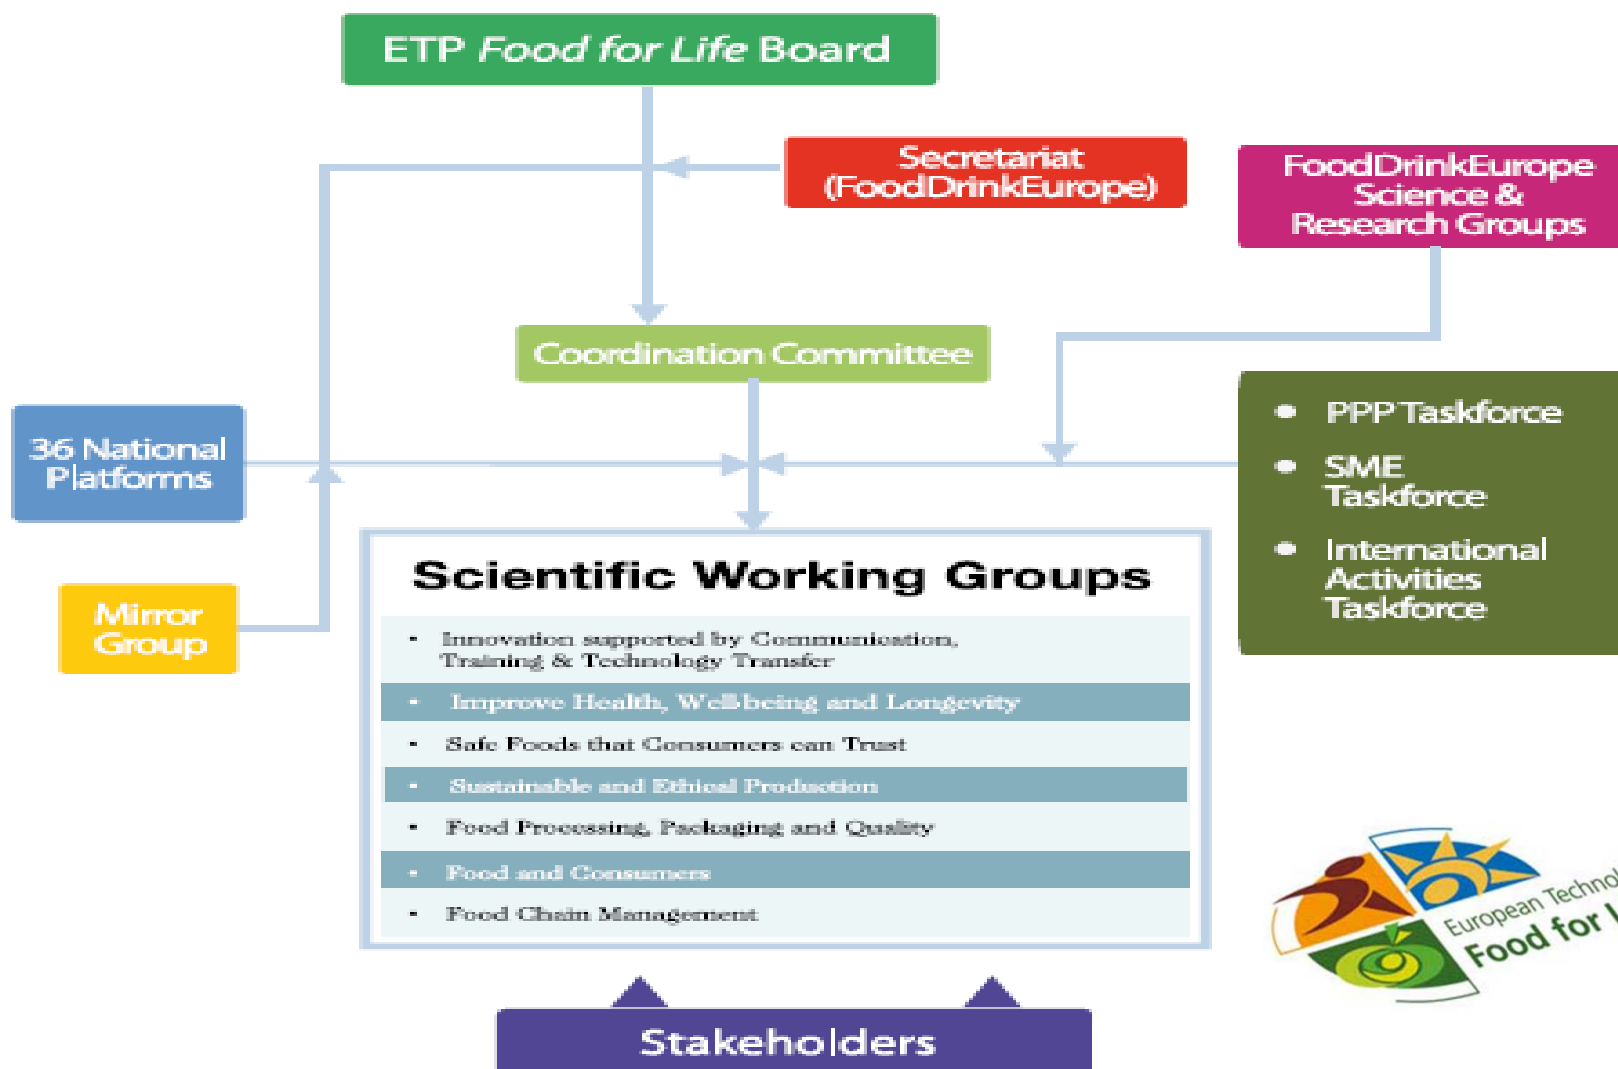 ETP Food for Life Board
Secretariat
(FoodDrinkEurope)
FoodDrinkEurope
Science &
Research Groups
Coordination Committee
36 National
Platforms
• PPP Taskforce
• SME
Taskforce
• International
Activities
Taskforce
Mirror
Group
Scientific Working Groups
• Innovation supported by Communication,
Training & Technology Transfer
• Improve Health, Wellbeing and Longevity
• Safe Foods that Consumers can Trust
• Sustainable and Ethical Production
• Food Processing, Packaging and Quality
• Food and Consumers
• Food Chain Management
European
Food for
Stakeholders